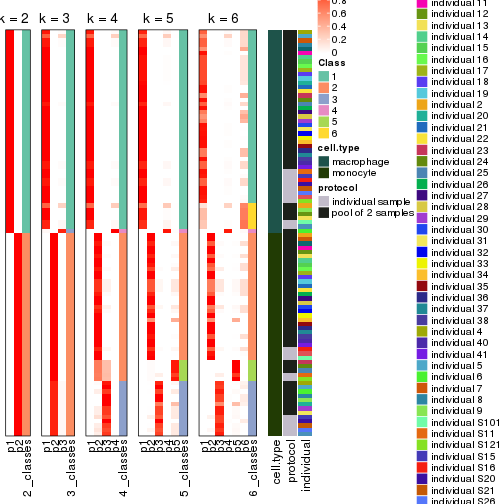 k = 2
k = 3
k = 4
k = 5
k = 6
0.6
0.4
0.2
0
Class
1
2
3
4
5
6
cell.type
macrophage
monocyte
protocol
individual sample
pool of 2 samples
individual 11
individual 12
individual 13
individual 14
individual 15
individual 16
individual 17
individual 18
individual 19
individual 2
individual 20
individual 21
individual 22
individual 23
individual 24
individual 25
individual 26
individual 27
individual 28
individual 29
individual 30
individual 31
individual 32
individual 33
individual 34
individual 35
individual 36
individual 37
individual 38
individual 4
individual 40
individual 41
individual 5
individual 6
individual 7
individual 8
individual 9
individual S101
individual S11
individual S121
individual S15
individual S16
individual S20
individual S21
individual S26
p1
p2
2_classes
p1
p2
p3
3_classes
p1
p2
p3
p4
4_classes
p1
p2
p3
p4
p5
5_classes
p1
p2
p3
p4
p5
p6
6_classes
cell.type
protocol
individual